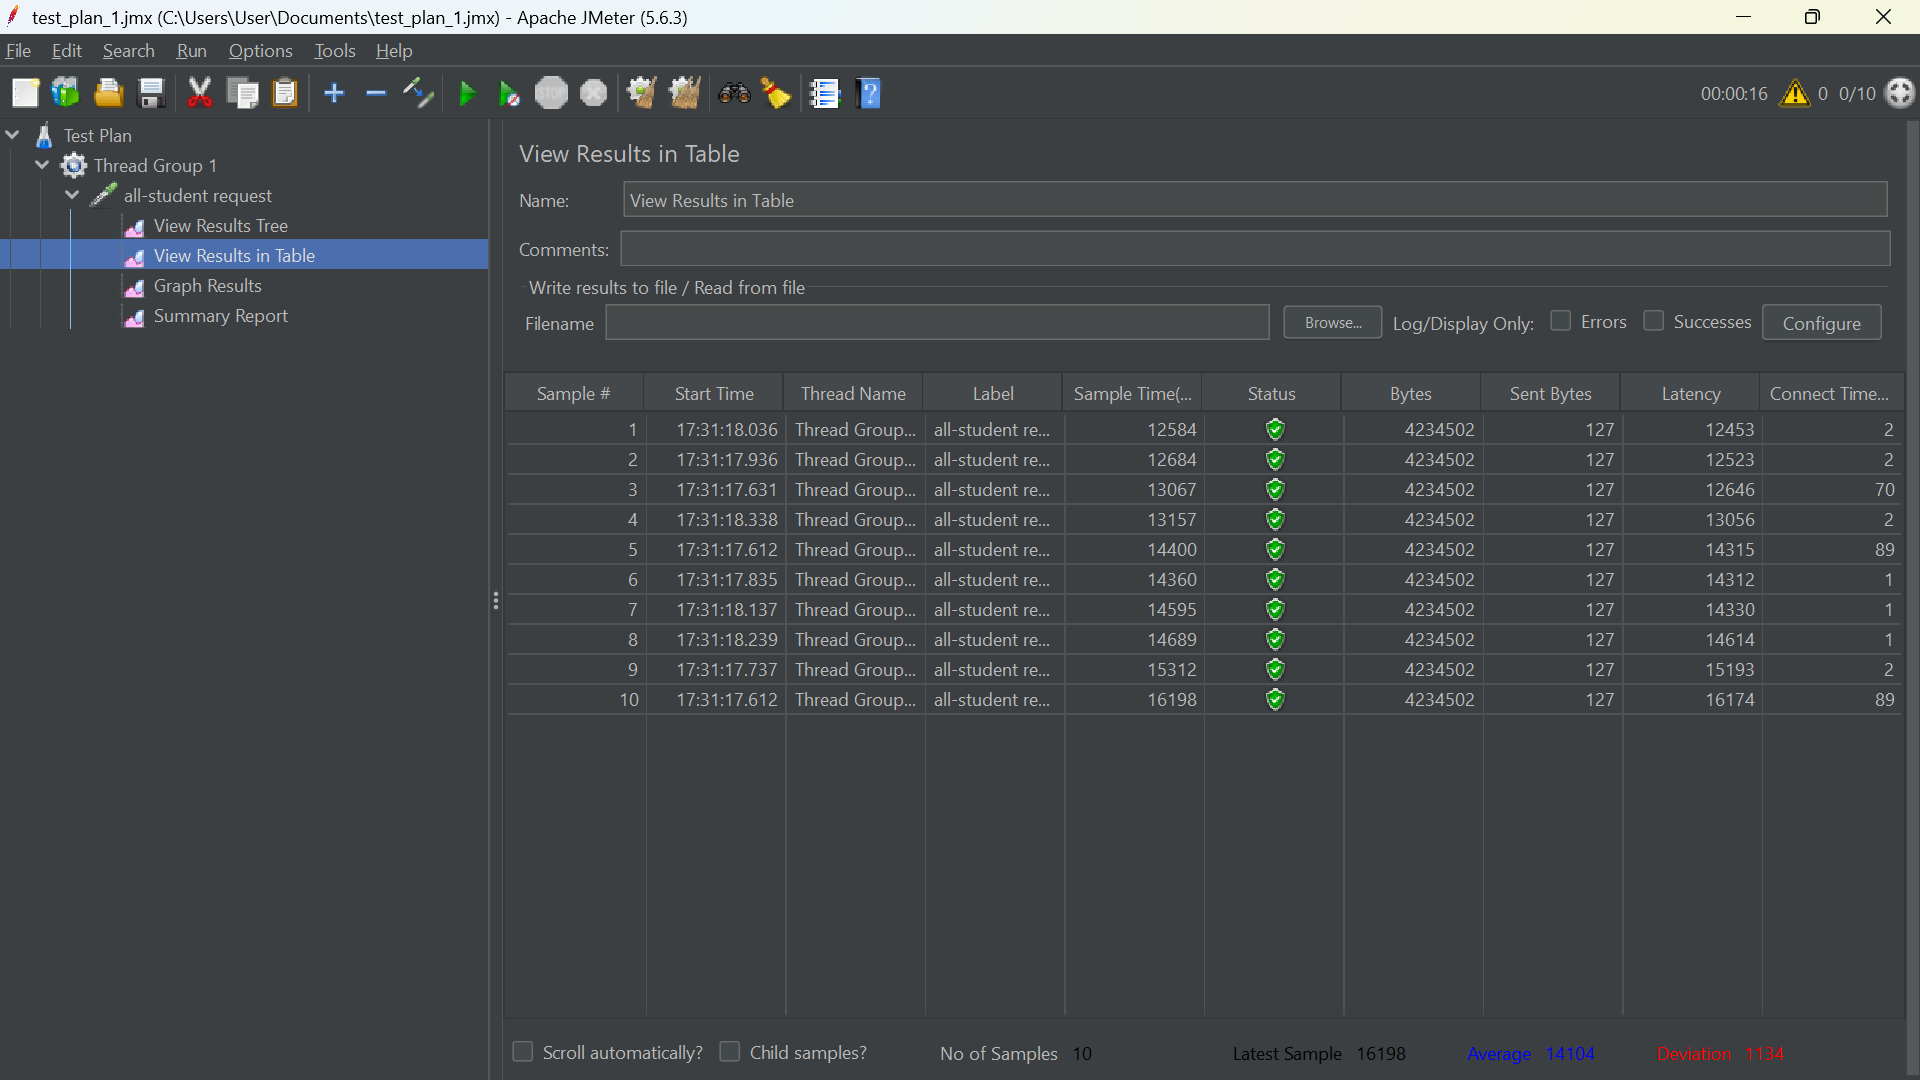 test_plan_1.jmx (C:\Users\User\Documents\test_plan_1.jmx) - Apache JMeter (5.6.3)
File Edit Search Run Options Tools Help
STOP
00:00:16 0 0/10
Test Plan
Thread Group 1
all-student request
View Results Tree
View Results in Table
Graph Results
Summary Report
View Results in Table
Name: View Results in Table
Comments:
Write results to file / Read from file
Filename Browse... Log/Display Only: Errors Successes Configure
Sample # Start Time Thread Name Label Sample Time(... Status Bytes Sent Bytes Latency Connect Time...
1 17:31:18.036 Thread Group... all-student re... 12584 4234502 127 12453 2
2 17:31:17.936 Thread Group... all-student re... 12684 4234502 127 12523 2
3 17:31:17.631 Thread Group... all-student re... 13067 4234502 127 12646 70
4 17:31:18.338 Thread Group... all-student re... 13157 4234502 127 13056 2
5 17:31:17.612 Thread Group... all-student re... 14400 4234502 127 14315 89
6 17:31:17.835 Thread Group... all-student re... 14360 4234502 127 14312 1
7 17:31:18.137 Thread Group... all-student re... 14595 4234502 127 14330 1
8 17:31:18.239 Thread Group... all-student re... 14689 4234502 127 14614 1
9 17:31:17.737 Thread Group... all-student re... 15312 4234502 127 15193 2
10 17:31:17.612 Thread Group... all-student re... 16198 4234502 127 16174 89
Scroll automatically? Child samples? No of Samples 10 Latest Sample 16198 Average 14104 Deviation 1134